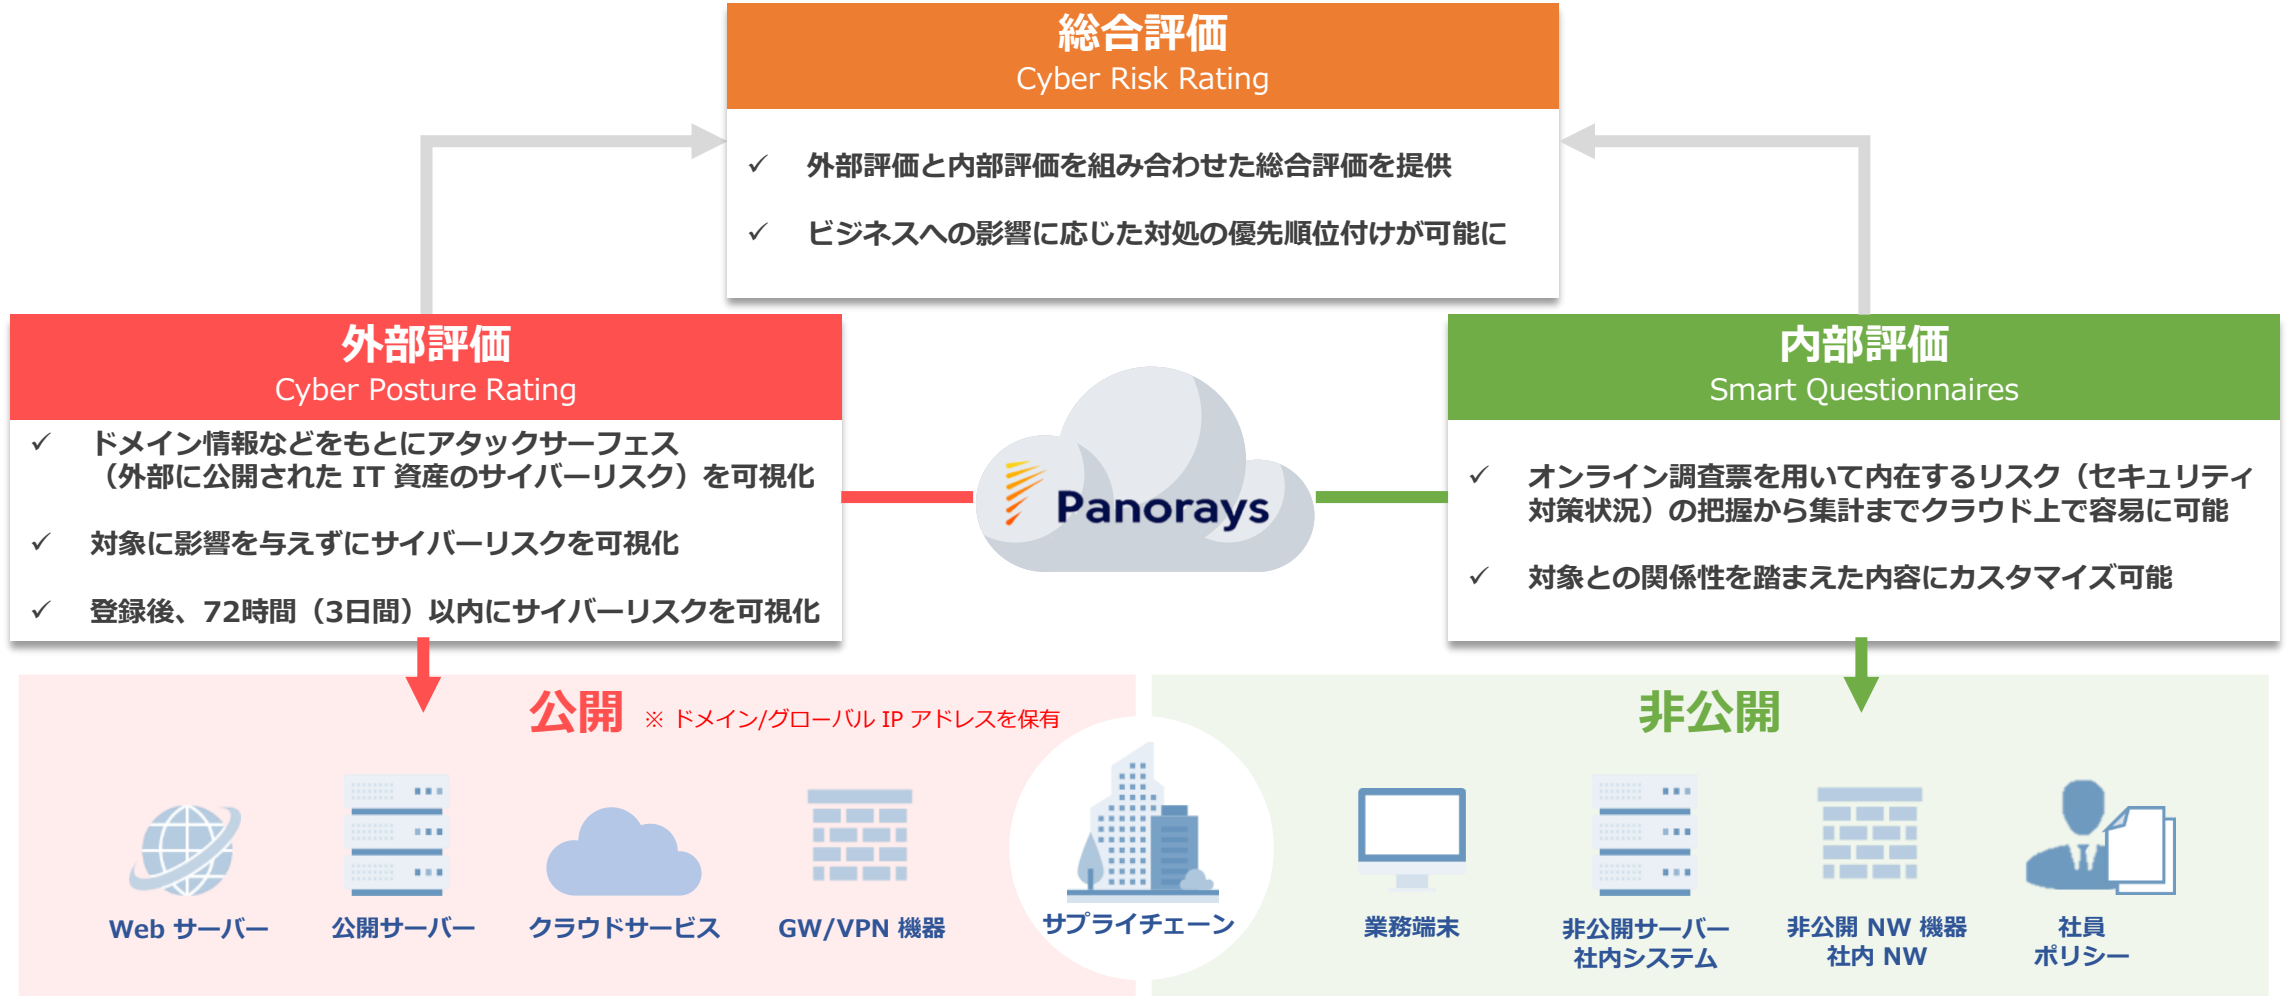 総合評価
Cyber Risk Rating
✓ 外部評価と内部評価を組み合わせた総合評価を提供
✓ ビジネスへの影響に応じた対処の優先順位付けが可能に
外部評価
Cyber Posture Rating
✓ ドメイン情報などをもとにアタックサーフェス
（外部に公開された IT 資産のサイバーリスク）を可視化
✓ 対象に影響を与えずにサイバーリスクを可視化
✓ 登録後、72時間（3日間）以内にサイバーリスクを可視化
Panorays
内部評価
Smart Questionnaires
✓ オンライン調査票を用いて内在するリスク（セキュリティ
対策状況）の把握から集計までクラウド上で容易に可能
✓ 対象との関係性を踏まえた内容にカスタマイズ可能
公開 ※ ドメイン/グローバル IP アドレスを保有
Web サーバー
公開サーバー
クラウドサービス
GW/VPN 機器
サプライチェーン
非公開
業務端末
非公開サーバー
社内システム
非公開 NW 機器
社内 NW
社員
ポリシー